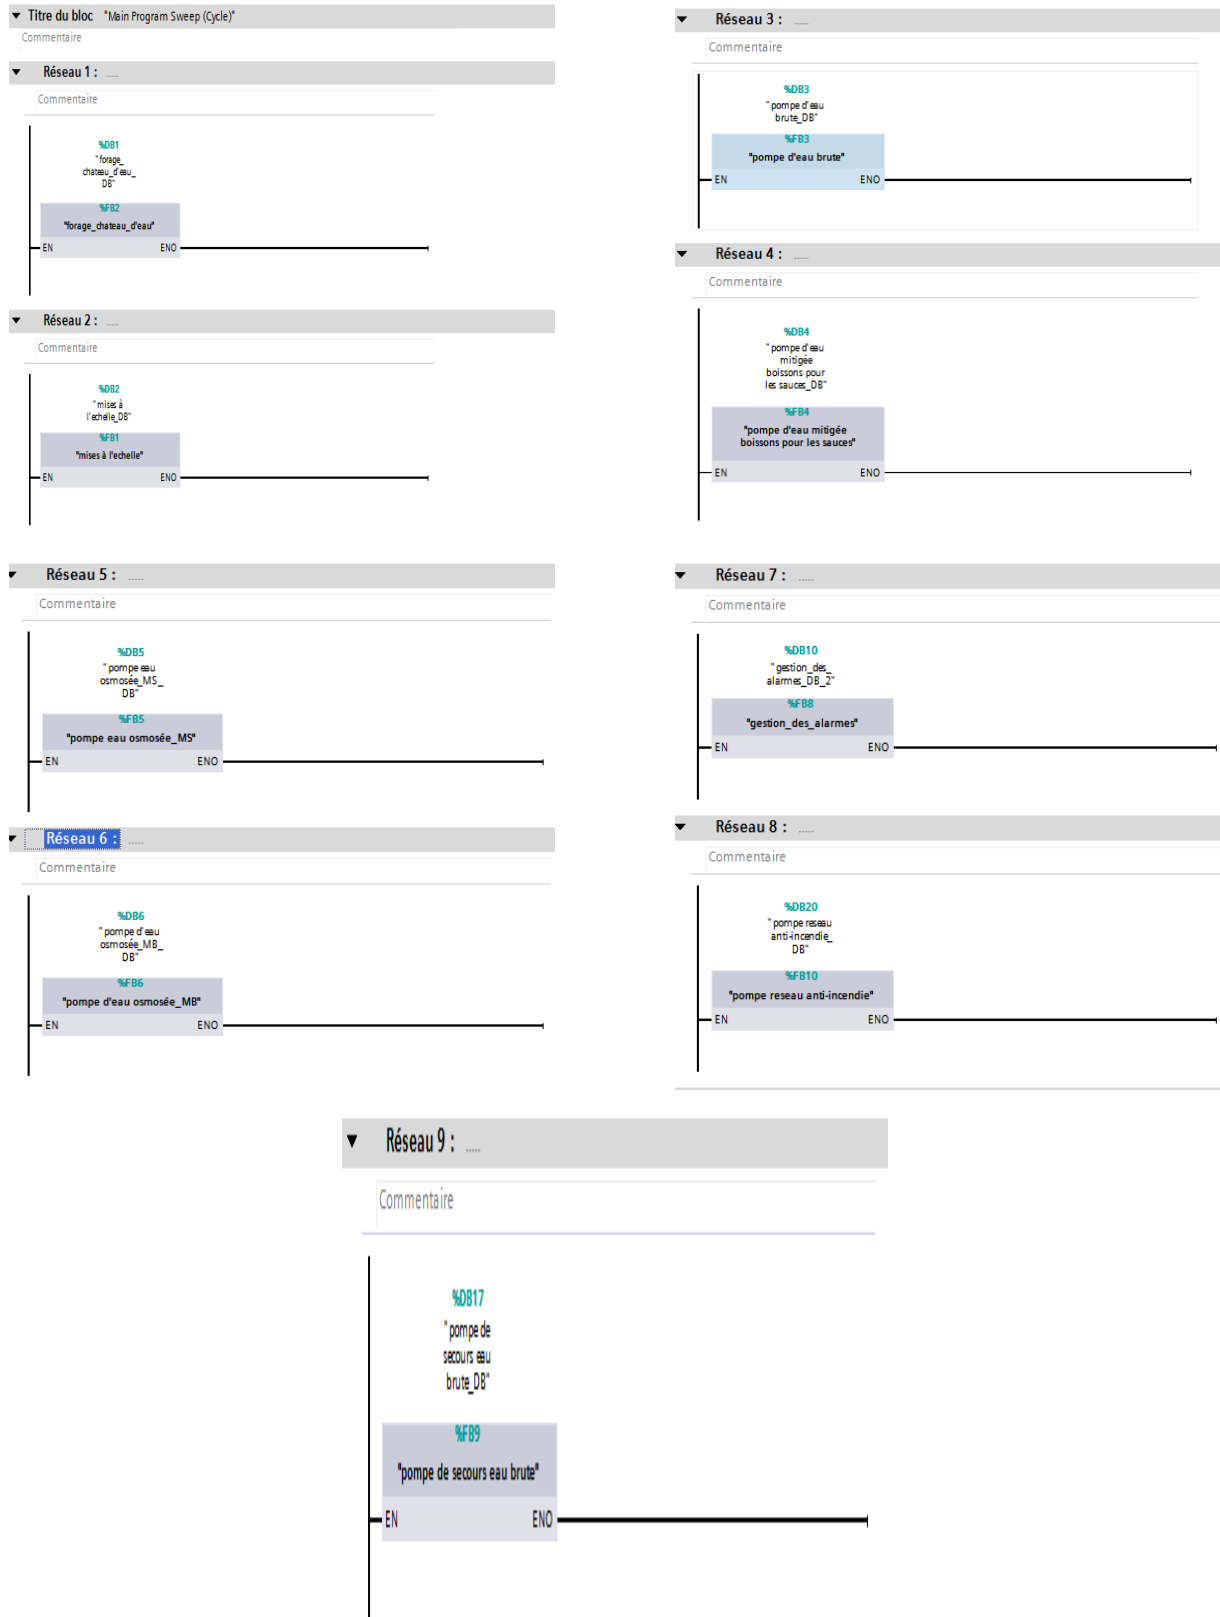 Titre du bloc "Main Program Sweep (Cycle)"
Commentaire
Réseau 1 : .....
Commentaire
%DB1
"forage_
chateau_d'eau_
DB"
%FB2
"forage_chateau_d'eau"
EN ENO
Réseau 2 : .....
Commentaire
%DB2
"mises à
l'echelle_DB"
%FB1
"mises à l'echelle"
EN ENO
Réseau 3 : .....
Commentaire
%DB3
"pompe d'eau
brute_DB"
%FB3
"pompe d'eau brute"
EN ENO
Réseau 4 : .....
Commentaire
%DB4
"pompe d'eau
mitigée
boissons pour
les sauces_DB"
%FB4
"pompe d'eau mitigée
boissons pour les sauces"
EN ENO
Réseau 5 : .....
Commentaire
%DB5
"pompe eau
osmosée_MS_
DB"
%FB5
"pompe eau osmosée_MS"
EN ENO
Réseau 6 : .....
Commentaire
%DB6
"pompe d'eau
osmosée_MB_
DB"
%FB6
"pompe d'eau osmosée_MB"
EN ENO
Réseau 7 : .....
Commentaire
%DB10
"gestion_des_
alarmes_DB_2"
%FB8
"gestion_des_alarmes"
EN ENO
Réseau 8 : .....
Commentaire
%DB20
"pompe reseau
anti-incendie_
DB"
%FB10
"pompe reseau anti-incendie"
EN ENO
Réseau 9 : .....
Commentaire
%DB17
"pompe de
secours eau
brute_DB"
%FB9
"pompe de secours eau brute"
EN ENO